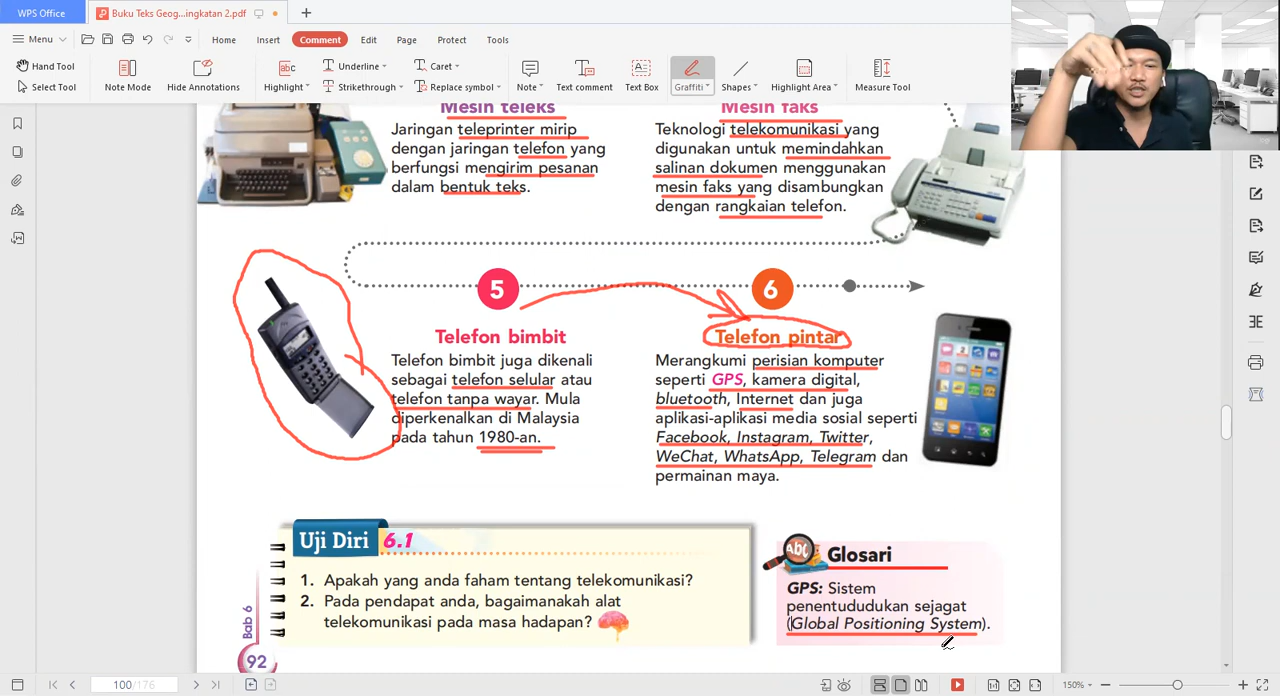 WPS Office
Buku Teks Geog...ingkatan 2.pdf
Menu
Home
Insert
Comment
Edit
Page
Protect
Tools
Hand Tool
Select Tool
Note Mode
Hide Annotations
Highlight
Underline
Strikethrough
Caret
Replace symbol
Note
Text comment
Text Box
Graffiti
Shapes
Highlight Area
Measure Tool
Mesin teleks
Jaringan teleprinter mirip
dengan jaringan telefon yang
berfungsi mengirim pesanan
dalam bentuk teks.
Mesin faks
Teknologi telekomunikasi yang
digunakan untuk memindahkan
salinan dokumen menggunakan
mesin faks yang disambungkan
dengan rangkaian telefon.
5
Telefon bimbit
Telefon bimbit juga dikenali
sebagai telefon selular atau
telefon tanpa wayar. Mula
diperkenalkan di Malaysia
pada tahun 1980-an.
6
Telefon pintar
Merangkumi perisian komputer
seperti GPS, kamera digital,
bluetooth, Internet dan juga
aplikasi-aplikasi media sosial seperti
Facebook, Instagram, Twitter,
WeChat, WhatsApp, Telegram dan
permainan maya.
Uji Diri 6.1
1. Apakah yang anda faham tentang telekomunikasi?
2. Pada pendapat anda, bagaimanakah alat
telekomunikasi pada masa hadapan?
Abc
Glosari
GPS: Sistem
penentududukan sejagat
(Global Positioning System).
Bab 6
92
100/176
150%